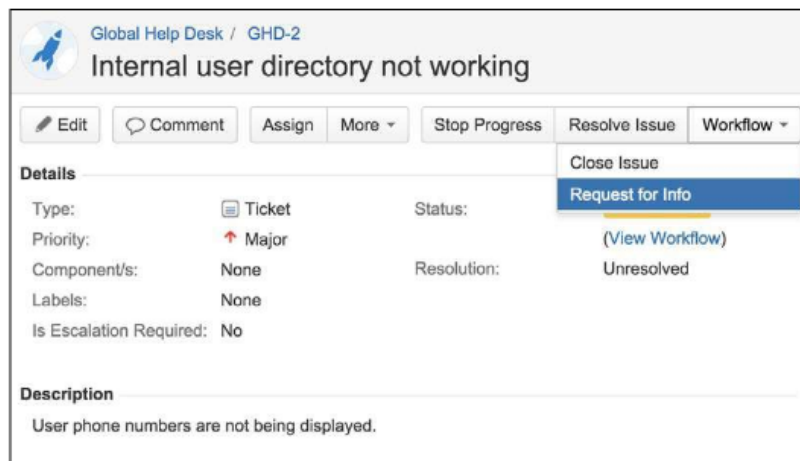 Global Help Desk / GHD-2
Internal user directory not working
Edit Comment Assign More Stop Progress Resolve Issue Workflow
Close Issue
Request for Info
Details
Type: Ticket Status:
Priority: Major (View Workflow)
Component/s: None Resolution: Unresolved
Labels: None
Is Escalation Required: No
Description
User phone numbers are not being displayed.